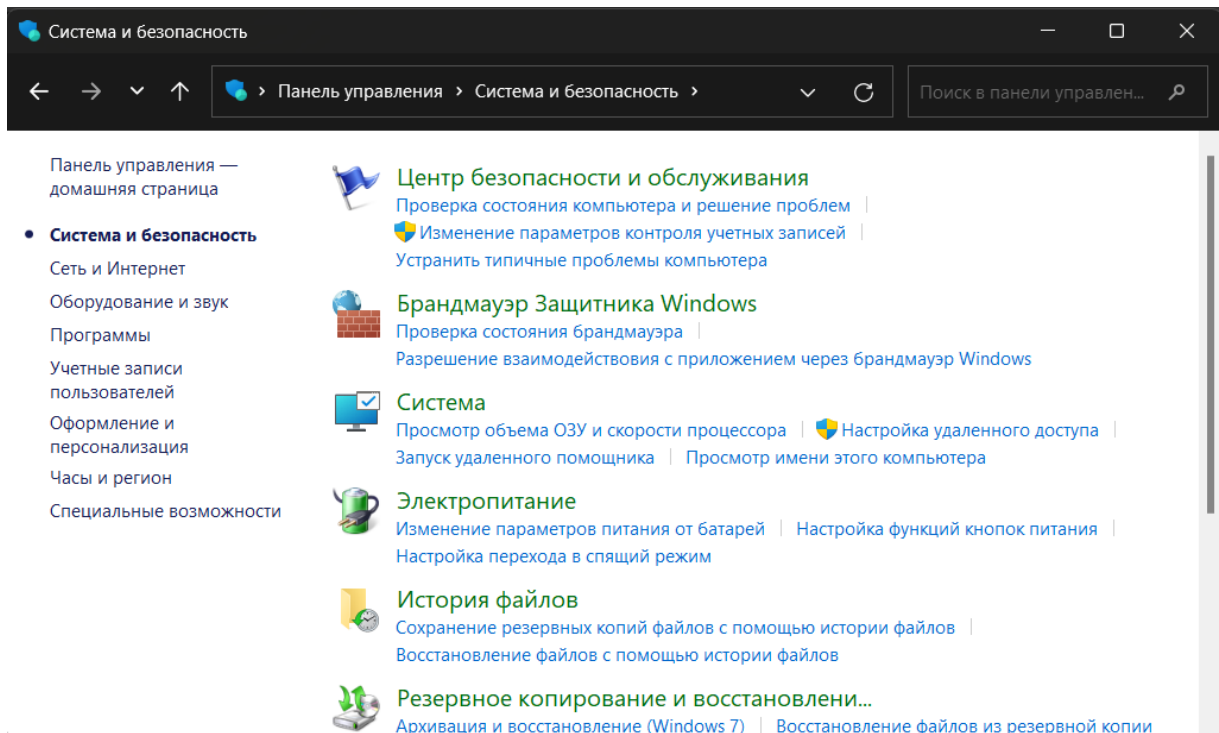 Система и безопасность
Панель управления > Система и безопасность >
Поиск в панели управлен...
Панель управления —
домашняя страница
Система и безопасность
Сеть и Интернет
Оборудование и звук
Программы
Учетные записи
пользователей
Оформление и
персонализация
Часы и регион
Специальные возможности
Центр безопасности и обслуживания
Проверка состояния компьютера и решение проблем
Изменение параметров контроля учетных записей
Устранить типичные проблемы компьютера
Брандмауэр Защитника Windows
Проверка состояния брандмауэра
Разрешение взаимодействовия с приложением через брандмауэр Windows
Система
Просмотр объема ОЗУ и скорости процессора | Настройка удаленного доступа
Запуск удаленного помощника | Просмотр имени этого компьютера
Электропитание
Изменение параметров питания от батарей | Настройка функций кнопок питания
Настройка перехода в спящий режим
История файлов
Сохранение резервных копий файлов с помощью истории файлов
Восстановление файлов с помощью истории файлов
Резервное копирование и восстановлени...
Архивация и восстановление (Windows 7) | Восстановление файлов из резервной копии